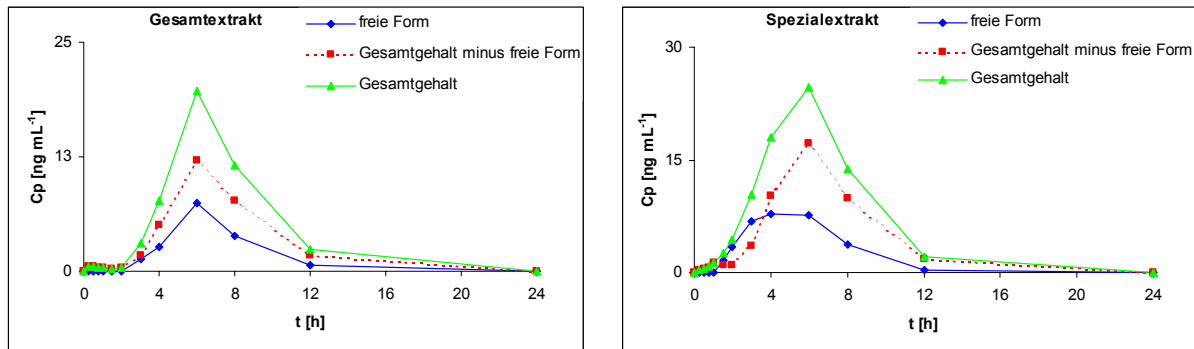 Gesamtextrakt
freie Form
Gesamtgehalt minus freie Form
Gesamtgehalt
25
13
0
Cp [ng mL-1]
0 4 8 12 16 20 24
t [h]
Spezialextrakt
freie Form
Gesamtgehalt minus freie Form
Gesamtgehalt
30
15
0
Cp [ng mL-1]
0 4 8 12 16 20 24
t [h]